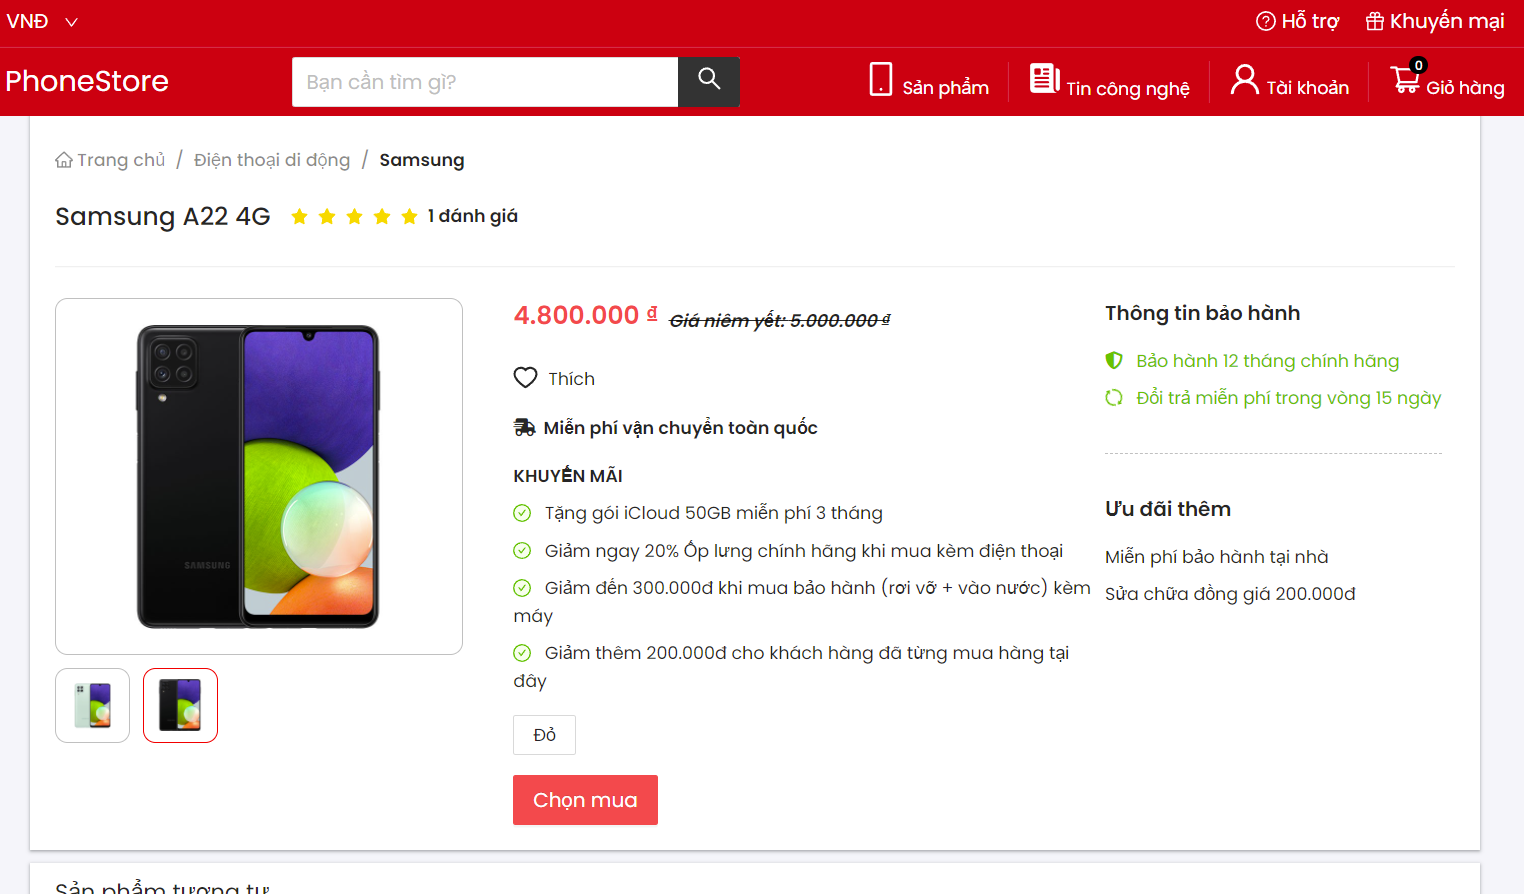 VNĐ
Hỗ trợ
Khuyến mại
PhoneStore
Bạn cần tìm gì?
Sản phẩm
Tin công nghệ
Tài khoản
0
Giỏ hàng
Trang chủ / Điện thoại di động / Samsung
Samsung A22 4G
1 đánh giá
SAMSUNG
4.800.000 ₫
Giá niêm yết: 5.000.000 ₫
Thích
Miễn phí vận chuyển toàn quốc
KHUYẾN MÃI
Tặng gói iCloud 50GB miễn phí 3 tháng
Giảm ngay 20% Ốp lưng chính hãng khi mua kèm điện thoại
Giảm đến 300.000đ khi mua bảo hành (rơi vỡ + vào nước) kèm
máy
Giảm thêm 200.000đ cho khách hàng đã từng mua hàng tại
đây
Đỏ
Chọn mua
Thông tin bảo hành
Bảo hành 12 tháng chính hãng
Đổi trả miễn phí trong vòng 15 ngày
Ưu đãi thêm
Miễn phí bảo hành tại nhà
Sửa chữa đồng giá 200.000đ
Sản phẩm tương tự